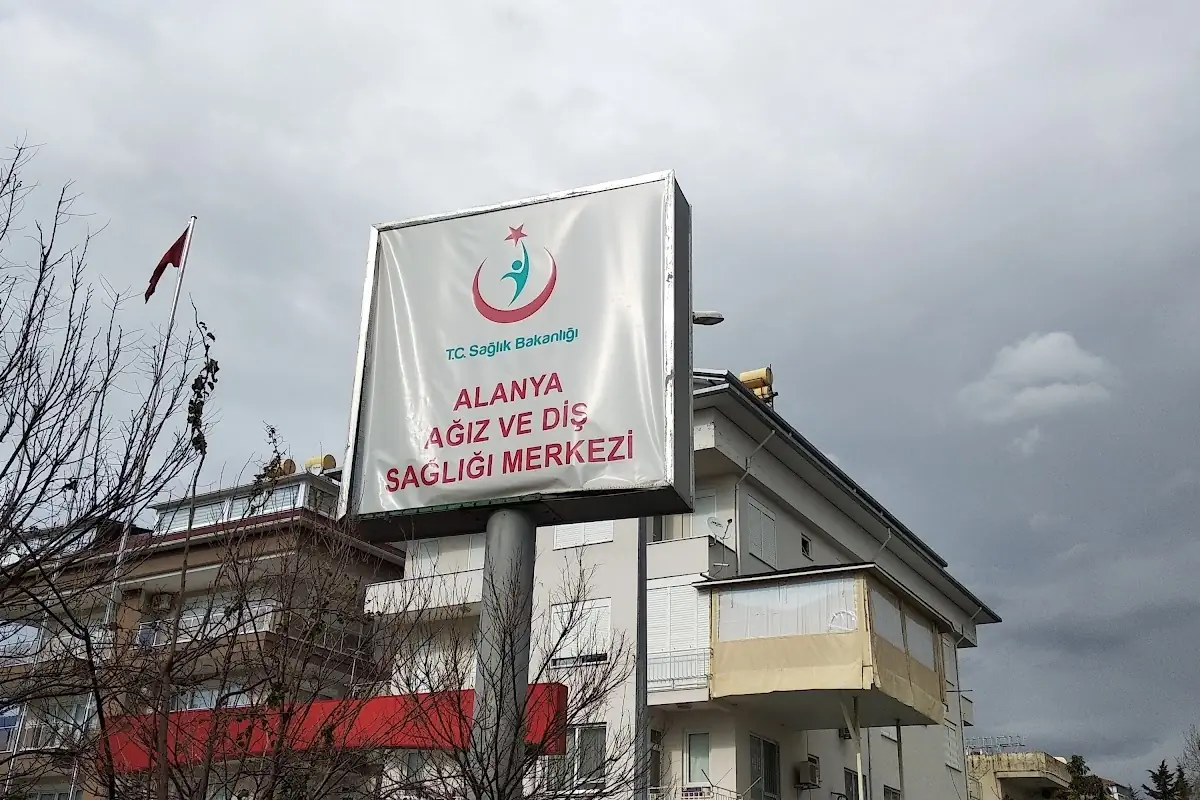 T.C. Sağlık Bakanlığı
ALANYA
AĞIZ VE DİŞ
SAĞLIĞI MERKEZİ